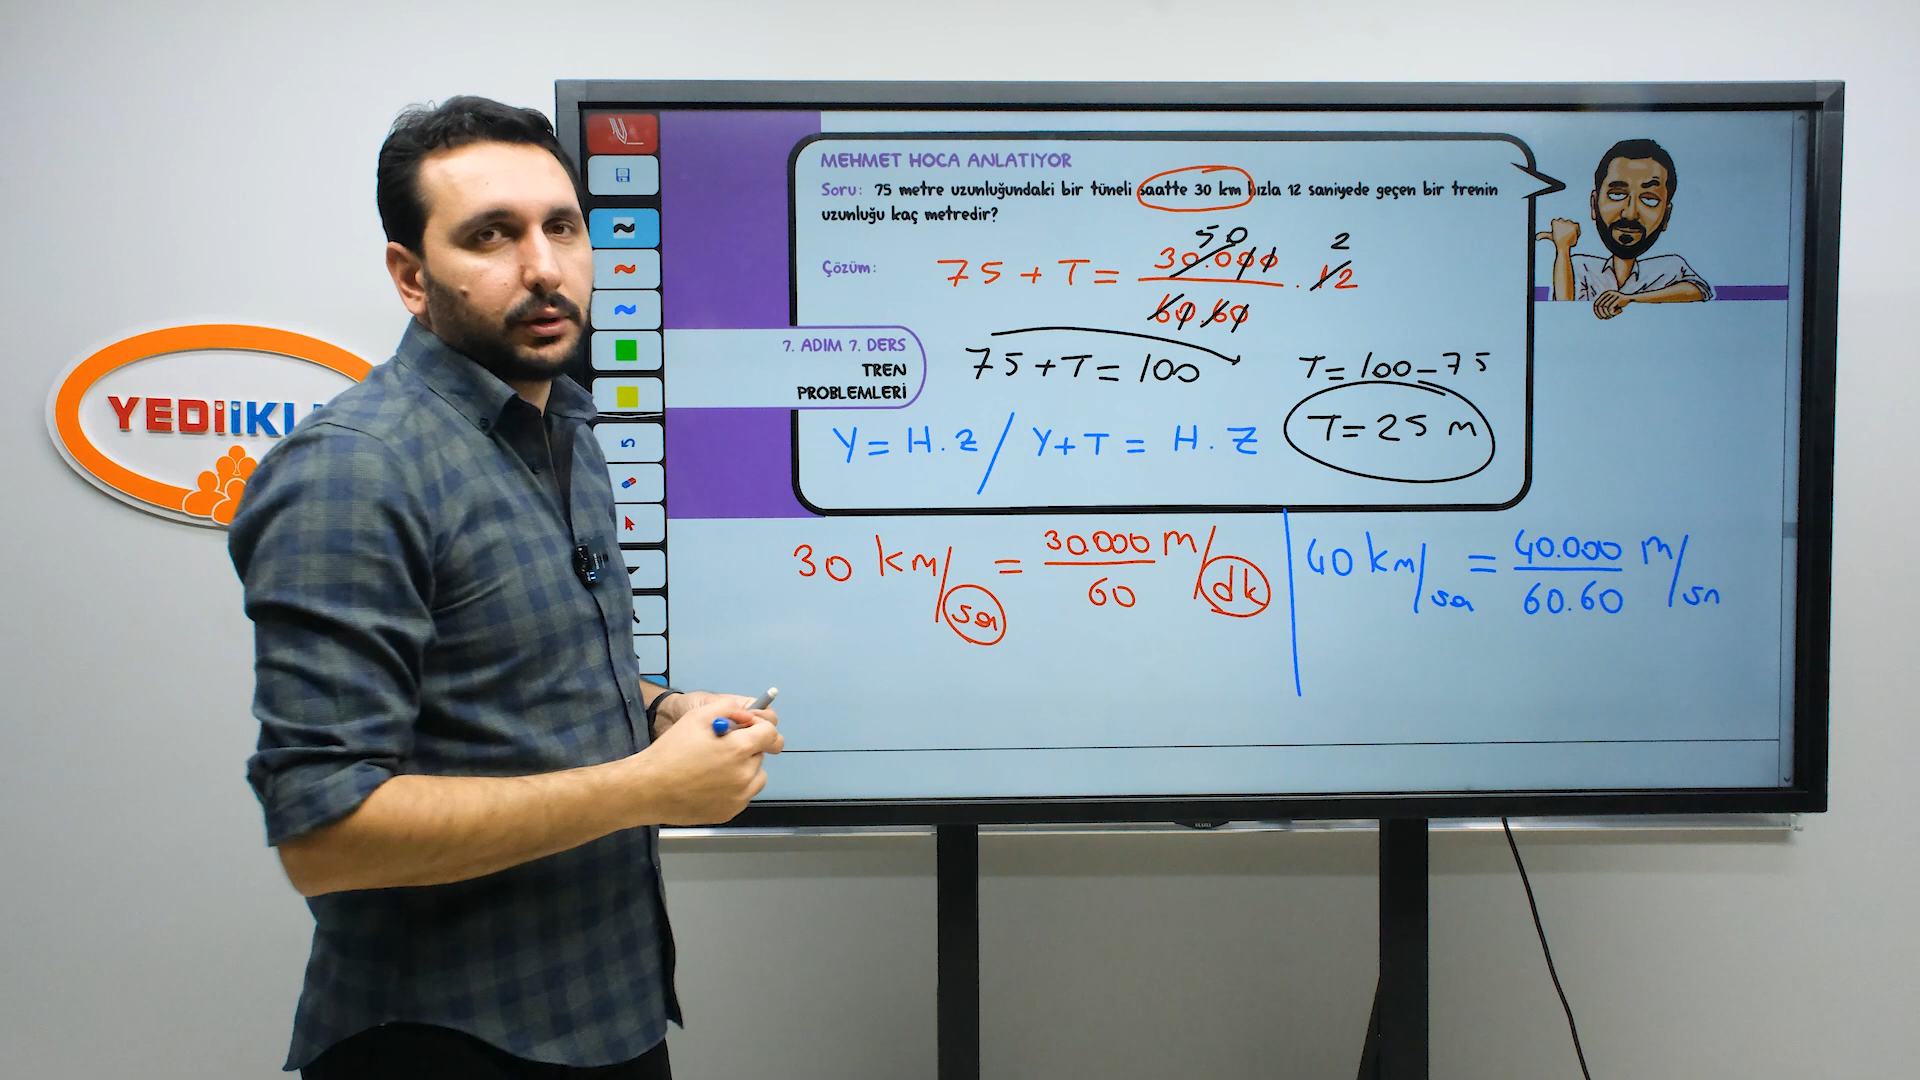 YEDİİKL
MEHMET HOCA ANLATIYOR
Soru: 75 metre uzunluğundaki bir tüneli saatte 30 km hızla 12 saniyede geçen bir trenin
uzunluğu kaç metredir?
Çözüm:
75 + T = 30.000 / 60.60 . 12
50
2
7. ADIM 7. DERS
TREN
PROBLEMLERİ
75 + T = 100
T = 100 - 75
T = 25 m
Y = H.Z / Y + T = H.Z
30 km/sa = 30.000 m / 60 /dk
40 km/sa = 40.000 / 60.60 m/sn